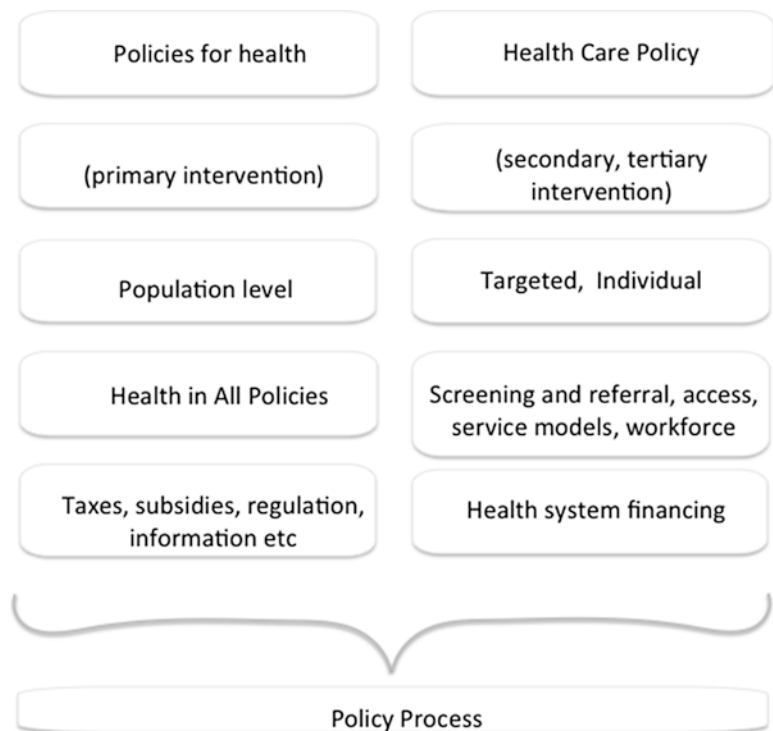 Policies for health
Health Care Policy
(primary intervention)
(secondary, tertiary
intervention)
Population level
Targeted, Individual
Health in All Policies
Screening and referral, access,
service models, workforce
Taxes, subsidies, regulation,
information etc
Health system financing
Policy Process